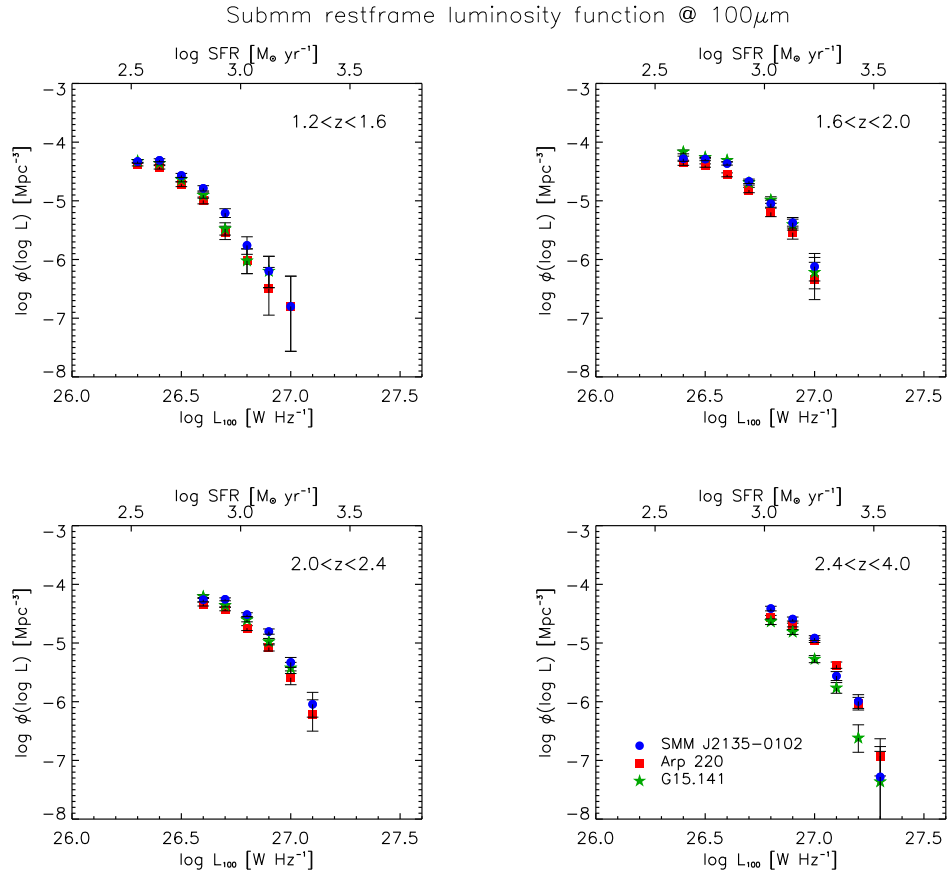 Submm restframe luminosity function @ 100μm
log SFR [M⊙ yr⁻¹]
2.5 3.0 3.5
-3
-4
-5
-6
-7
-8
log ϕ(log L) [Mpc⁻³]
1.2<z<1.6
26.0 26.5 27.0 27.5
log L₁₀₀ [W Hz⁻¹]
log SFR [M⊙ yr⁻¹]
2.5 3.0 3.5
-3
-4
-5
-6
-7
-8
log ϕ(log L) [Mpc⁻³]
1.6<z<2.0
26.0 26.5 27.0 27.5
log L₁₀₀ [W Hz⁻¹]
log SFR [M⊙ yr⁻¹]
2.5 3.0 3.5
-3
-4
-5
-6
-7
-8
log ϕ(log L) [Mpc⁻³]
2.0<z<2.4
26.0 26.5 27.0 27.5
log L₁₀₀ [W Hz⁻¹]
log SFR [M⊙ yr⁻¹]
2.5 3.0 3.5
-3
-4
-5
-6
-7
-8
log ϕ(log L) [Mpc⁻³]
2.4<z<4.0
SMM J2135-0102
Arp 220
G15.141
26.0 26.5 27.0 27.5
log L₁₀₀ [W Hz⁻¹]